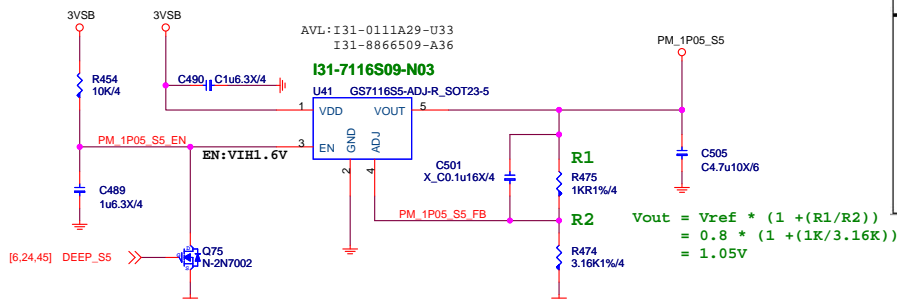 3VSB
3VSB
AVL:I31-0111A29-U33
I31-8866509-A36
PM_1P05_S5
I31-7116S09-N03
R454
10K/4
C490
C1u6.3X/4
U41
GS7116S5-ADJ-R_SOT23-5
1
VDD
VOUT
5
PM_1P05_S5_EN
3
EN
GND
ADJ
EN:VIH1.6V
2
4
C489
1u6.3X/4
C501
X_C0.1u16X/4
R1
R475
1KR1%/4
C505
C4.7u10X/6
PM_1P05_S5_FB
R2
R474
3.16K1%/4
Vout = Vref * (1 +(R1/R2))
= 0.8 * (1 +(1K/3.16K))
= 1.05V
[6,24,45]
DEEP_S5
Q75
N-2N7002